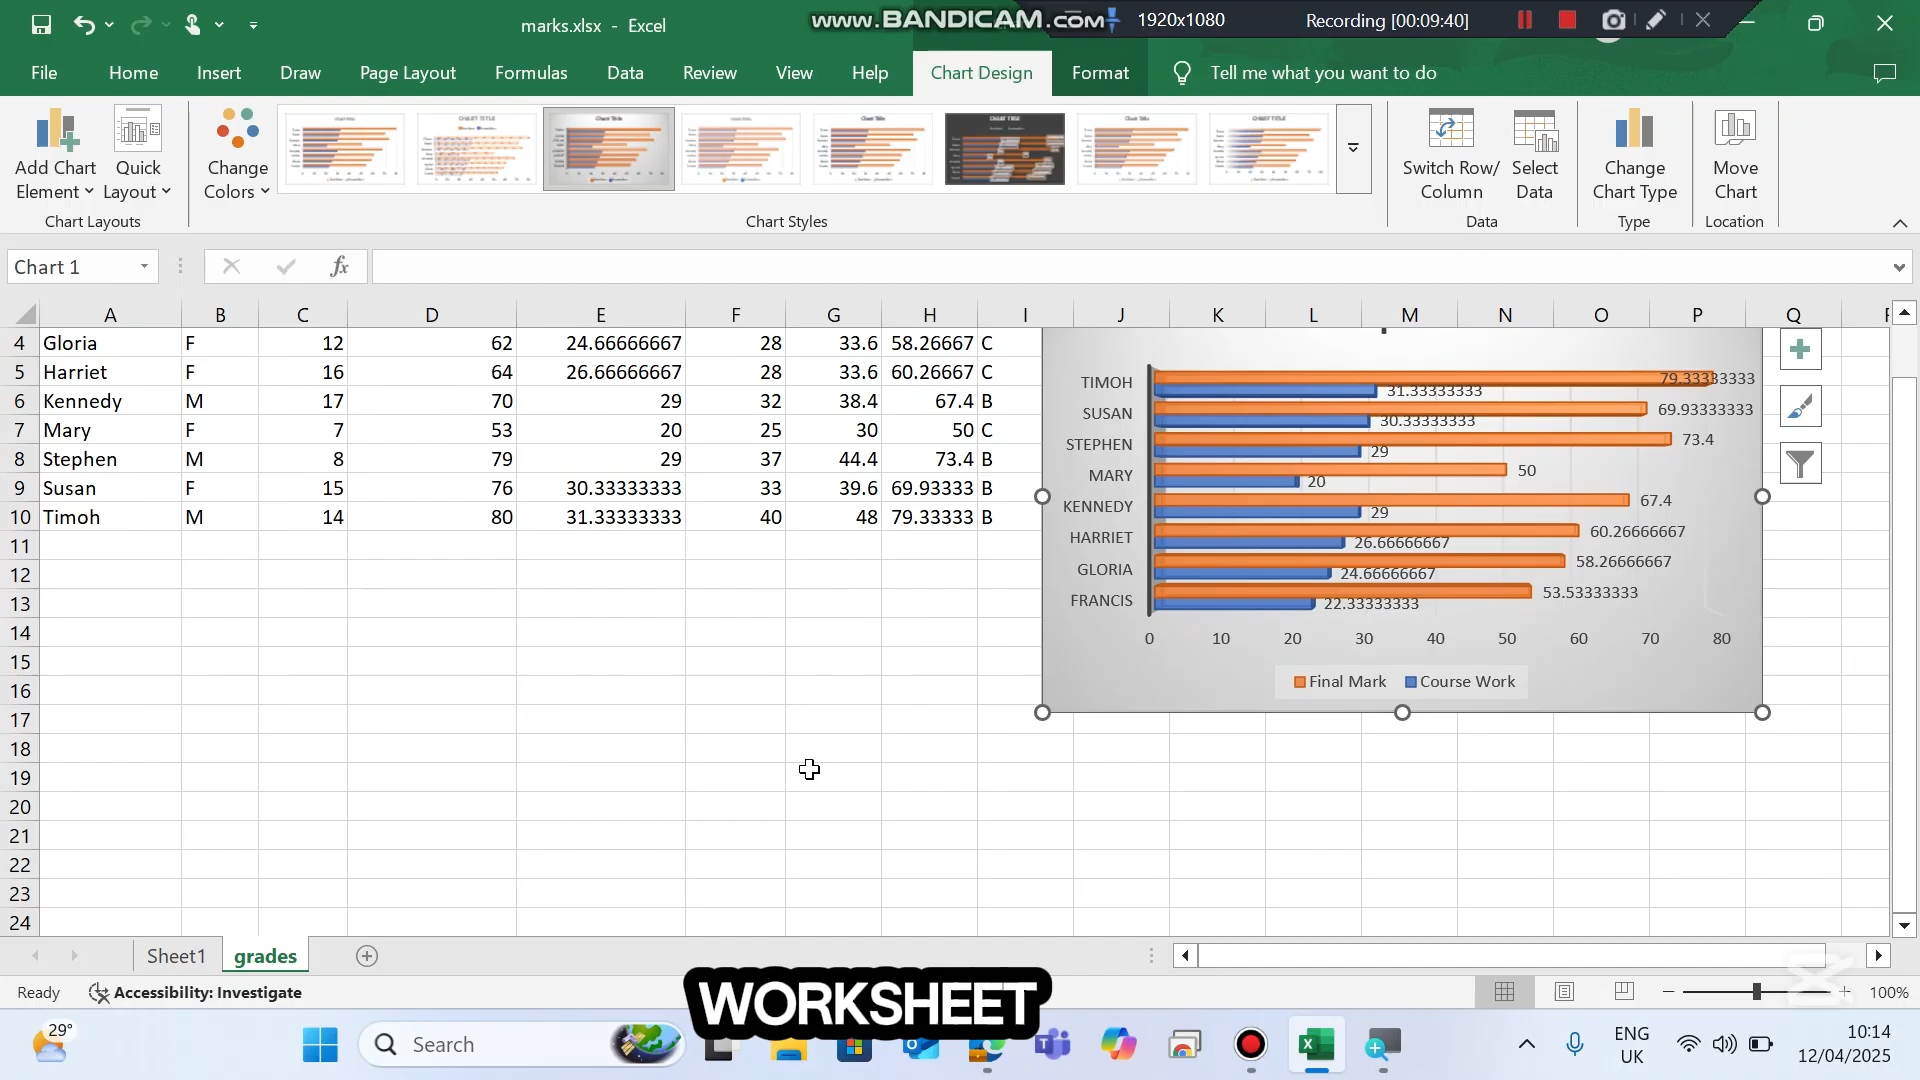 marks.xlsx - Excel
www.BANDICAM.com
1920x1080
Recording [00:09:40]
File
Home
Insert
Draw
Page Layout
Formulas
Data
Review
View
Help
Chart Design
Format
Tell me what you want to do
Add Chart
Element
Quick
Layout
Change
Colors
Switch Row/
Column
Select
Data
Change
Chart Type
Move
Chart
Chart Layouts
Chart Styles
Data
Type
Location
Chart 1
fx
A B C D E F G H I J K L M N O P Q
4 Gloria F 12 62 24.66666667 28 33.6 58.26667 C
5 Harriet F 16 64 26.66666667 28 33.6 60.26667 C
6 Kennedy M 17 70 29 32 38.4 67.4 B
7 Mary F 7 53 20 25 30 50 C
8 Stephen M 8 79 29 37 44.4 73.4 B
9 Susan F 15 76 30.33333333 33 39.6 69.93333 B
10 Timoh M 14 80 31.33333333 40 48 79.33333 B
11
12
13
14
15
16
17
18
19
20
21
22
23
24
TIMOH 79.33333333
31.33333333
SUSAN 69.93333333
30.33333333
STEPHEN 73.4
29
MARY 50
20
KENNEDY 67.4
29
HARRIET 60.26666667
26.66666667
GLORIA 58.26666667
24.66666667
FRANCIS 53.53333333
22.33333333
0 10 20 30 40 50 60 70 80
Final Mark Course Work
Sheet1
grades
Ready
Accessibility: Investigate
100%
WORKSHEET
29°
Search
ENG
UK
10:14
12/04/2025